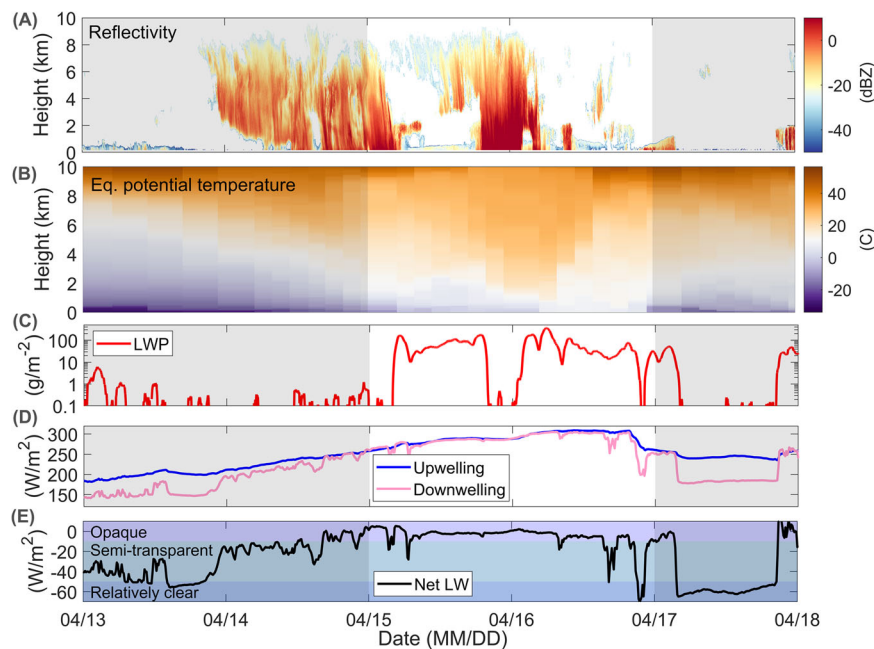 (A)
Reflectivity
Height (km)
10
8
6
4
2
0
0
-20
-40
(dBZ)
(B)
Eq. potential temperature
Height (km)
10
8
6
4
2
0
40
20
0
-20
(C)
(C)
LWP
(g/m⁻²)
100
10
1
0.1
(D)
(W/m²)
300
250
200
150
Upwelling
Downwelling
(E)
(W/m²)
0
-20
-40
-60
Opaque
Semi-transparent
Relatively clear
Net LW
04/13 04/14 04/15 04/16 04/17 04/18
Date (MM/DD)